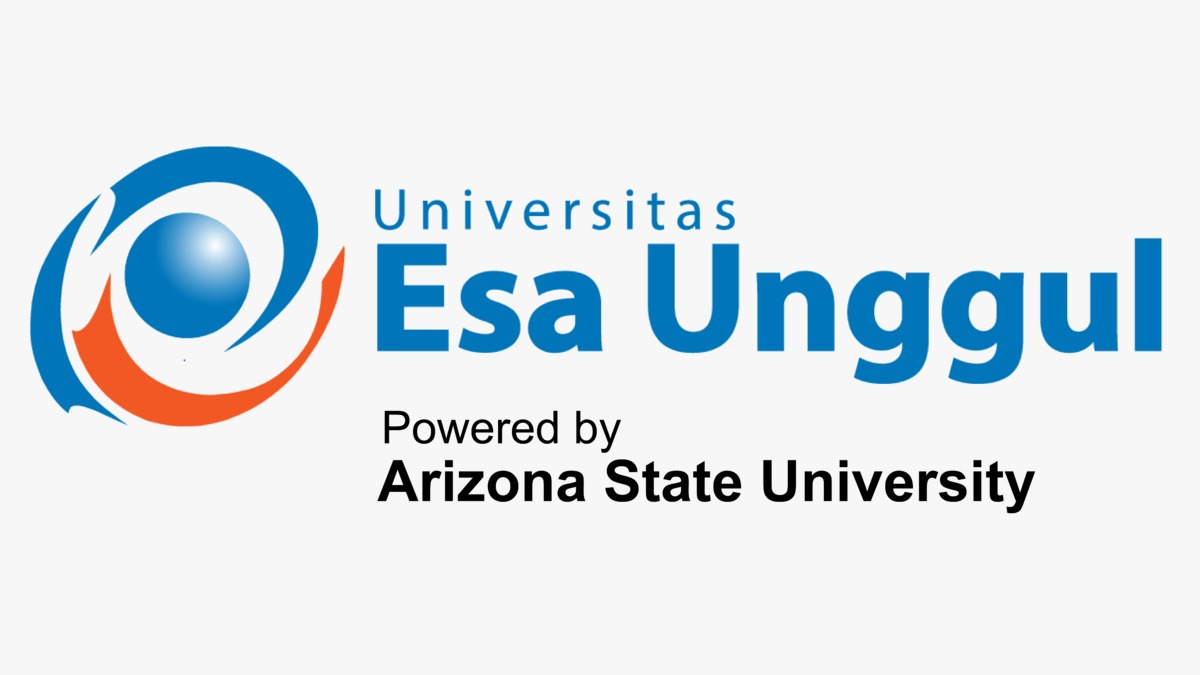 Universitas
Esa Unggul
Powered by
Arizona State University